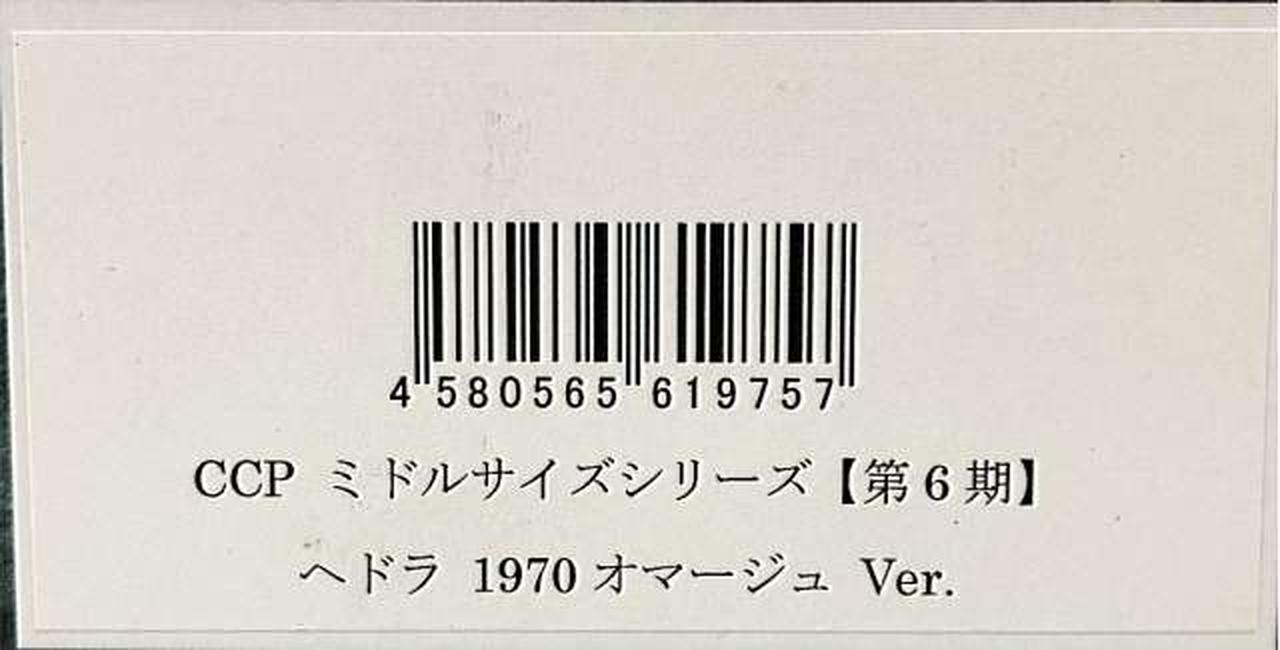 4 580565 619757
CCP ミドルサイズシリーズ【第6期】
ヘドラ 1970 オマージュ Ver.